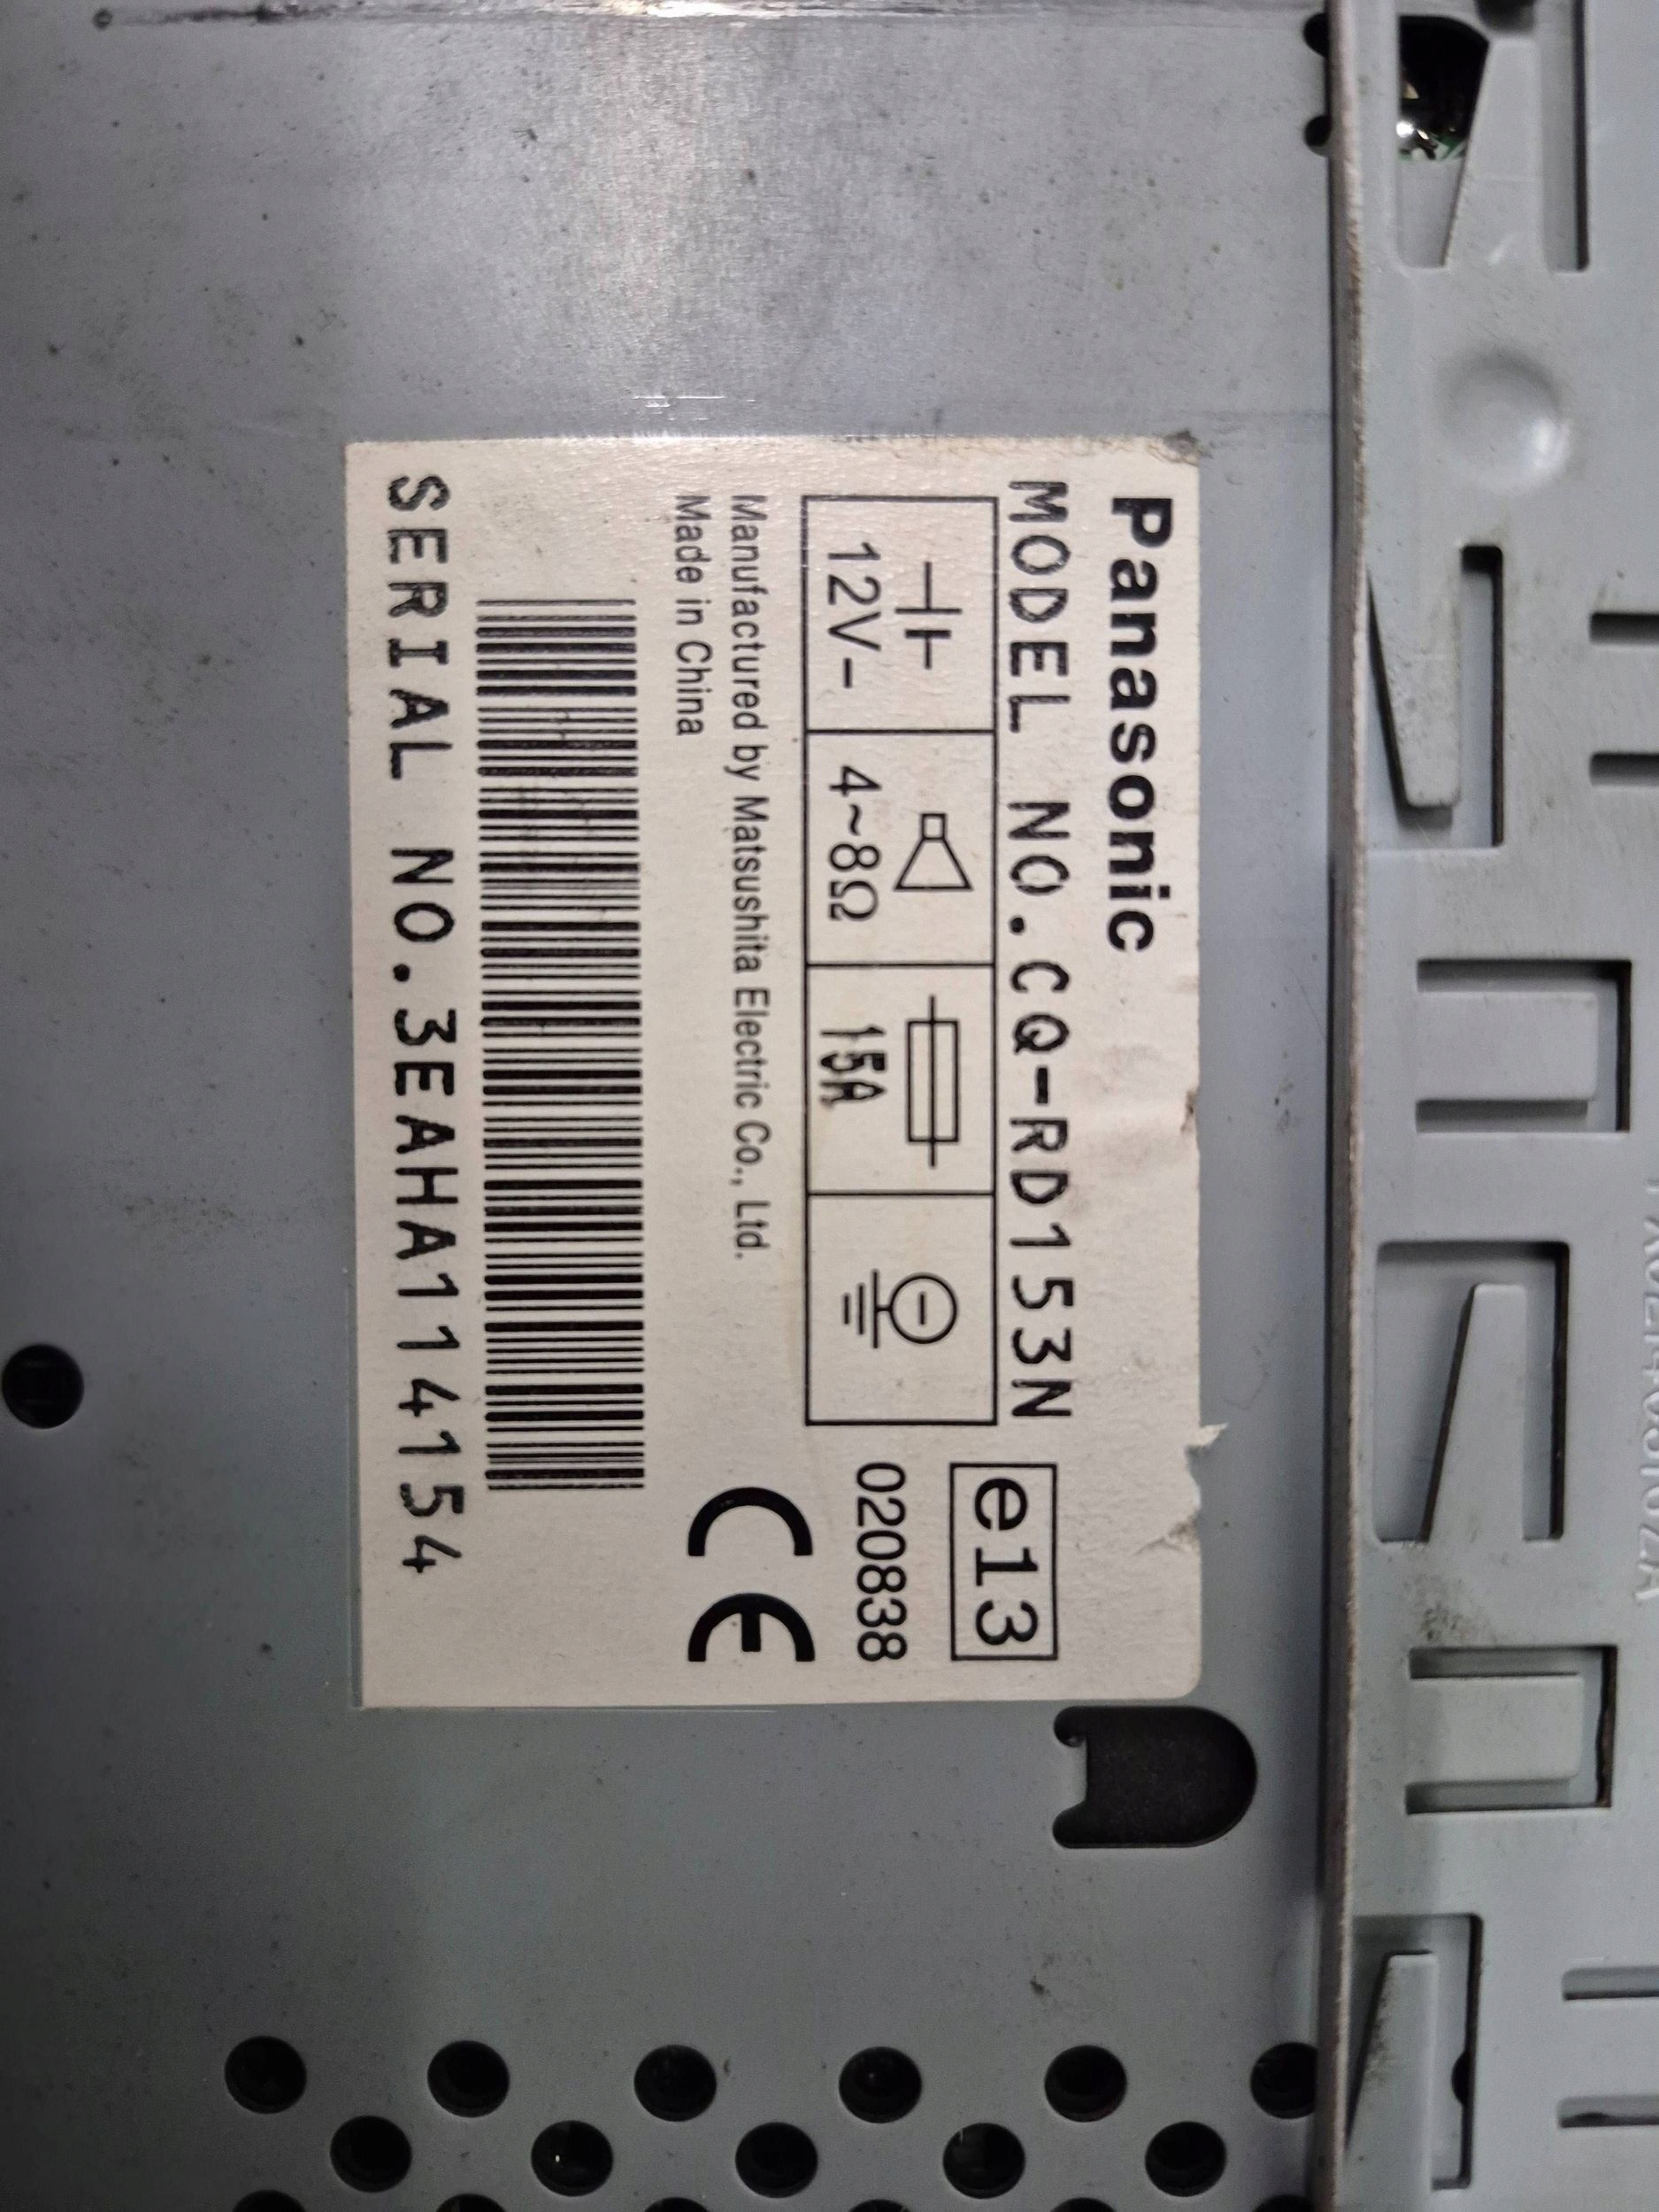 Panasonic
MODEL NO.CQ-RD153N
12V-
4~8Ω
15A
e13
020838
Manufactured by Matsushita Electric Co., Ltd.
Made in China
CE
SERIAL NO.3EAHA114154